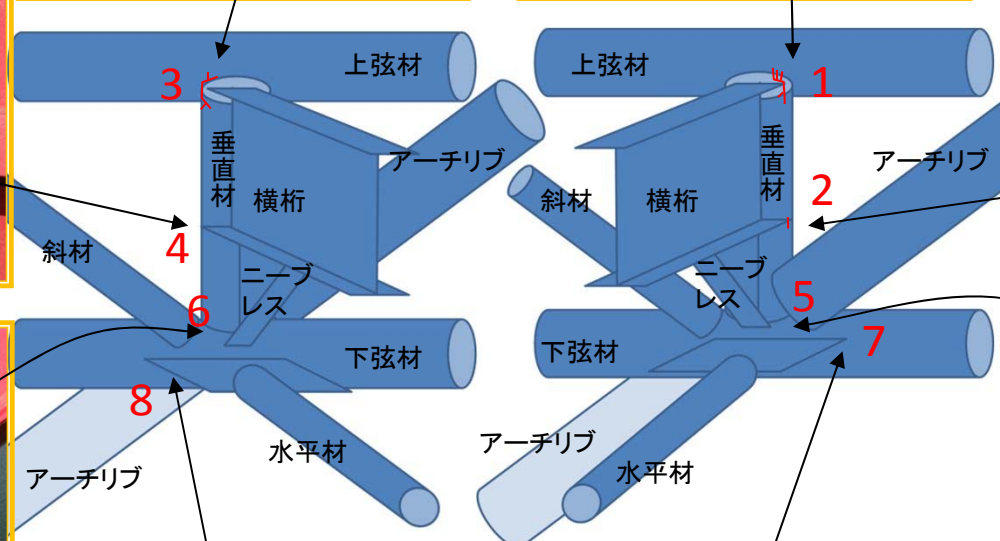 上弦材
3
垂直材
アーチリブ
横桁
斜材
4
ニーブ
レス
6
下弦材
8
アーチリブ
水平材
上弦材
1
垂直材
アーチリブ
2
斜材
横桁
ニーブ
レス
5
下弦材
7
アーチリブ
水平材